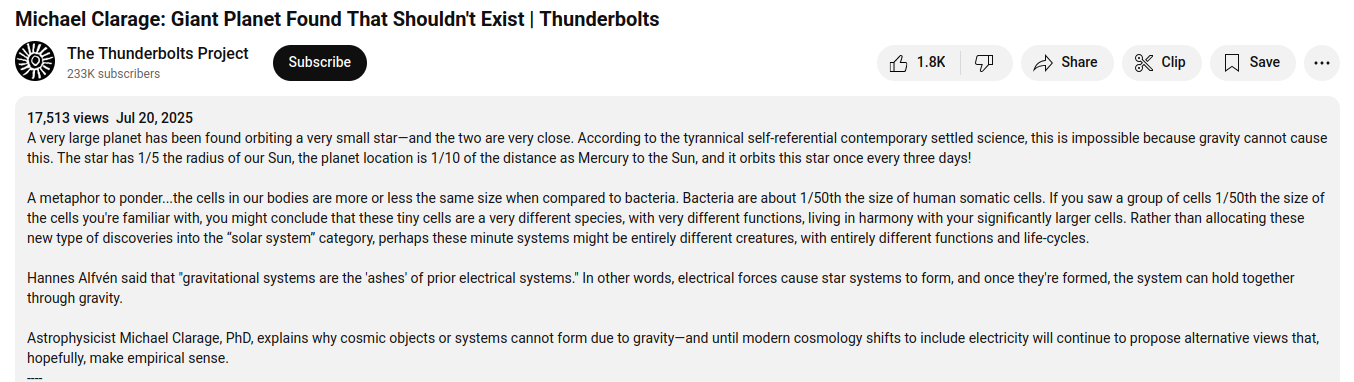 Michael Clarage: Giant Planet Found That Shouldn't Exist | Thunderbolts
The Thunderbolts Project
233K subscribers
Subscribe
1.8K
Share
Clip
Save
17,513 views Jul 20, 2025
A very large planet has been found orbiting a very small star—and the two are very close. According to the tyrannical self-referential contemporary settled science, this is impossible because gravity cannot cause
this. The star has 1/5 the radius of our Sun, the planet location is 1/10 of the distance as Mercury to the Sun, and it orbits this star once every three days!
A metaphor to ponder...the cells in our bodies are more or less the same size when compared to bacteria. Bacteria are about 1/50th the size of human somatic cells. If you saw a group of cells 1/50th the size of
the cells you're familiar with, you might conclude that these tiny cells are a very different species, with very different functions, living in harmony with your significantly larger cells. Rather than allocating these
new type of discoveries into the “solar system” category, perhaps these minute systems might be entirely different creatures, with entirely different functions and life-cycles.
Hannes Alfvén said that "gravitational systems are the 'ashes' of prior electrical systems." In other words, electrical forces cause star systems to form, and once they're formed, the system can hold together
through gravity.
Astrophysicist Michael Clarage, PhD, explains why cosmic objects or systems cannot form due to gravity—and until modern cosmology shifts to include electricity will continue to propose alternative views that,
hopefully, make empirical sense.
----